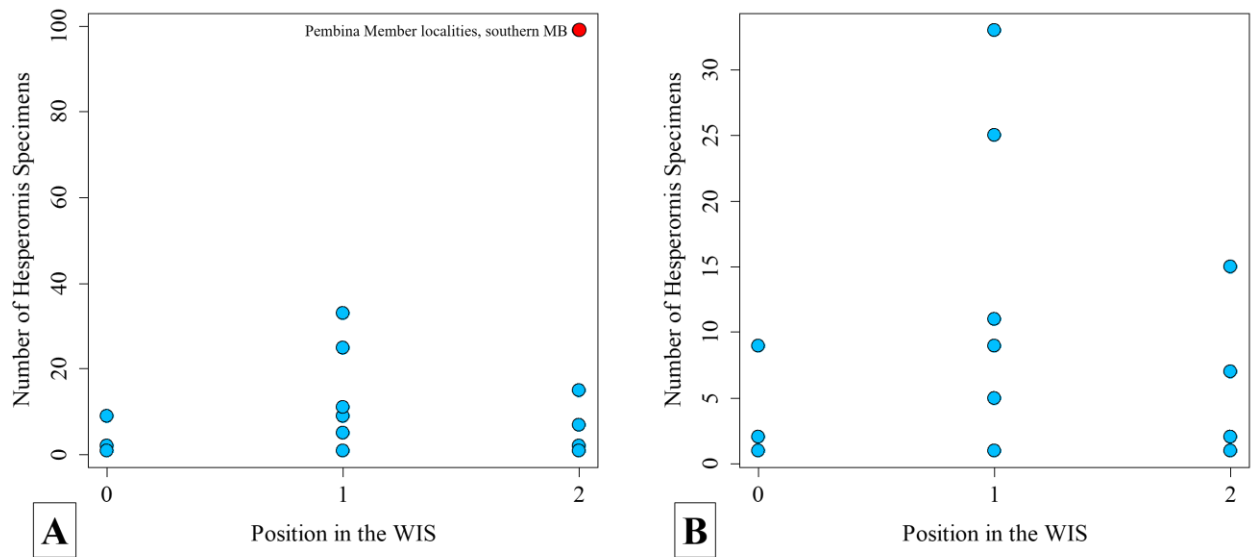 Number of Hesperornis Specimens
100
80
60
40
20
0
Pembina Member localities, southern MB
0 1 2
Position in the WIS
A
Number of Hesperornis Specimens
30
25
20
15
10
5
0
0 1 2
Position in the WIS
B